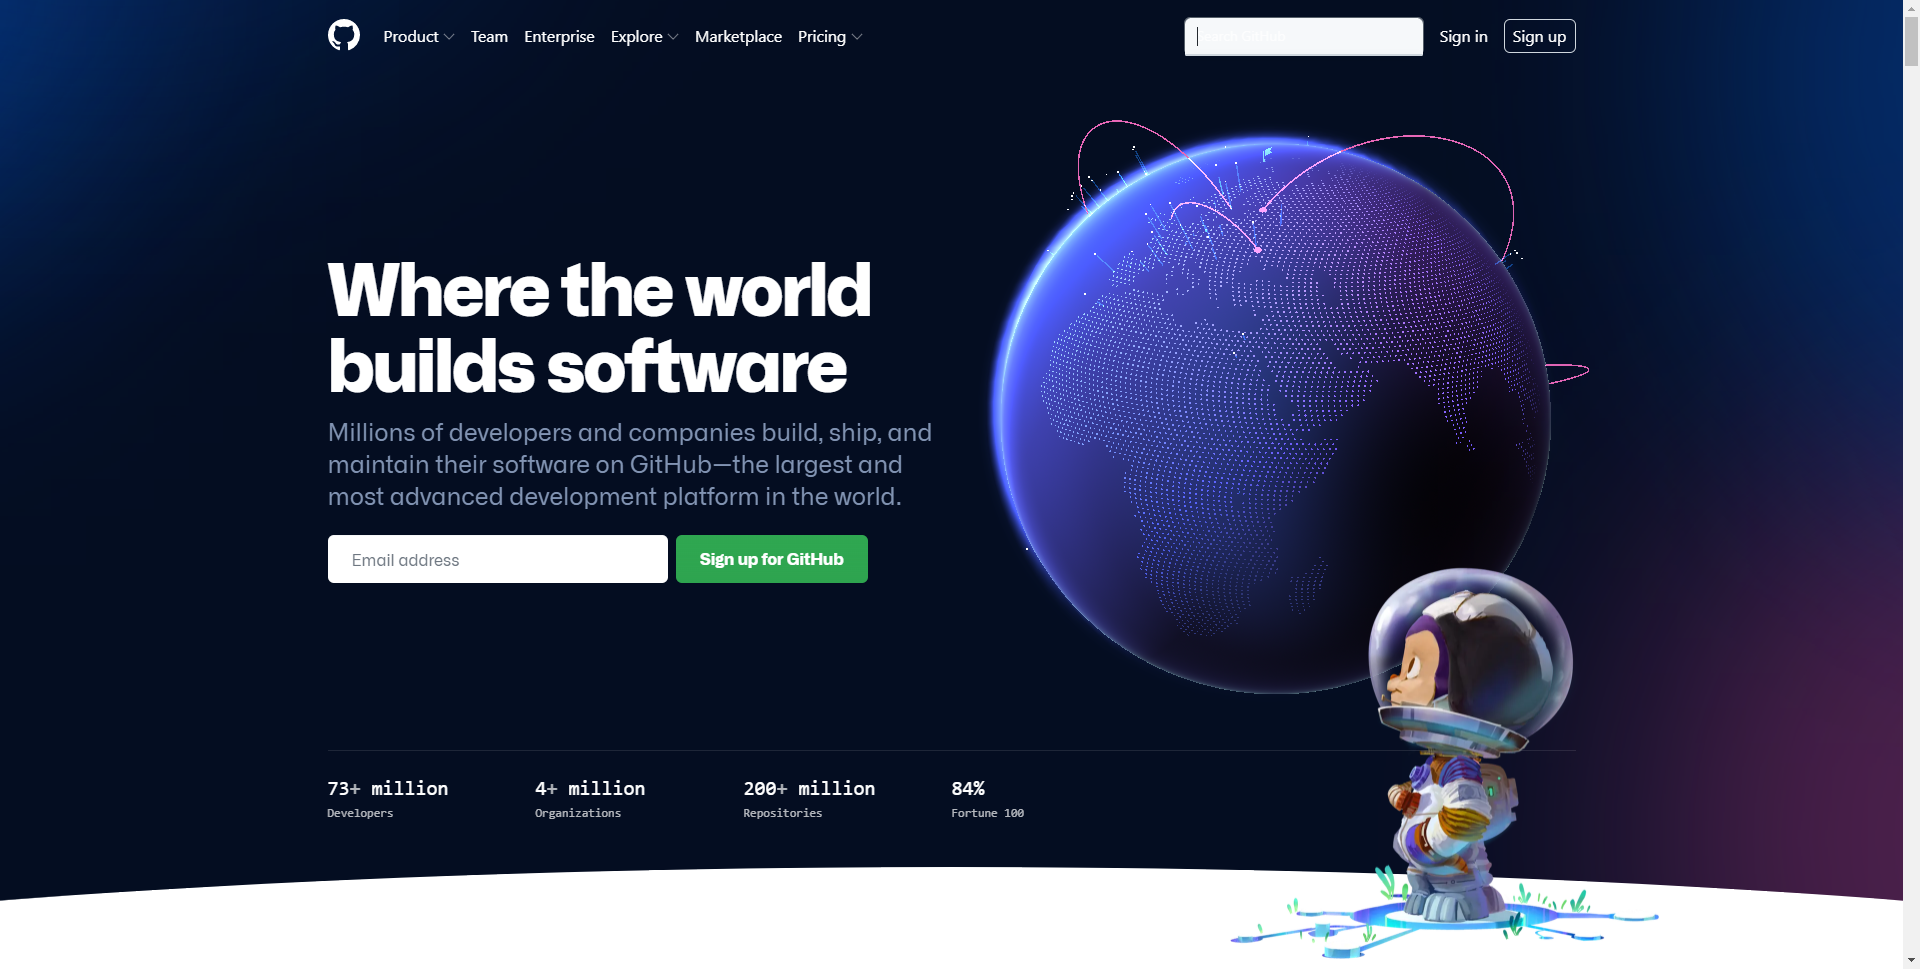 Product Team Enterprise Explore Marketplace Pricing
Sign in Sign up
Where the world
builds software
Millions of developers and companies build, ship, and
maintain their software on GitHub—the largest and
most advanced development platform in the world.
Email address Sign up for GitHub
73+ million 4+ million 200+ million 84%
Developers Organizations Repositories Fortune 100